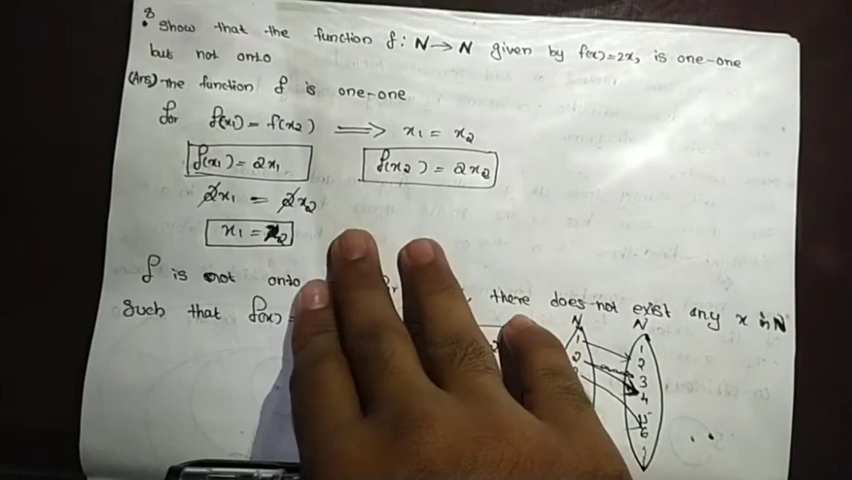 8
• Show that the function f: N→N given by f(x)=2x, is one-one
but not onto
(Ans) The function f is one-one
for f(x1) = f(x2) ⟹ x1 = x2
f(x1) = 2x1 f(x2) = 2x2
2x1 = 2x2
x1 = x2
f is not onto there does not exist any x in N
Such that f(x) =
N N
1 1
2 2
3
4
5
6